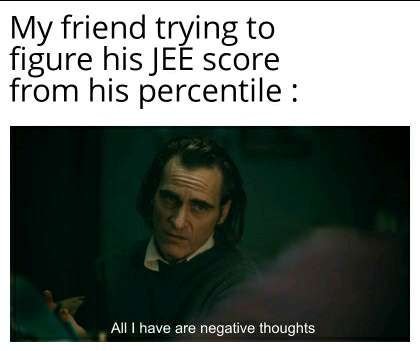 My friend trying to
figure his JEE score
from his percentile :
All I have are negative thoughts